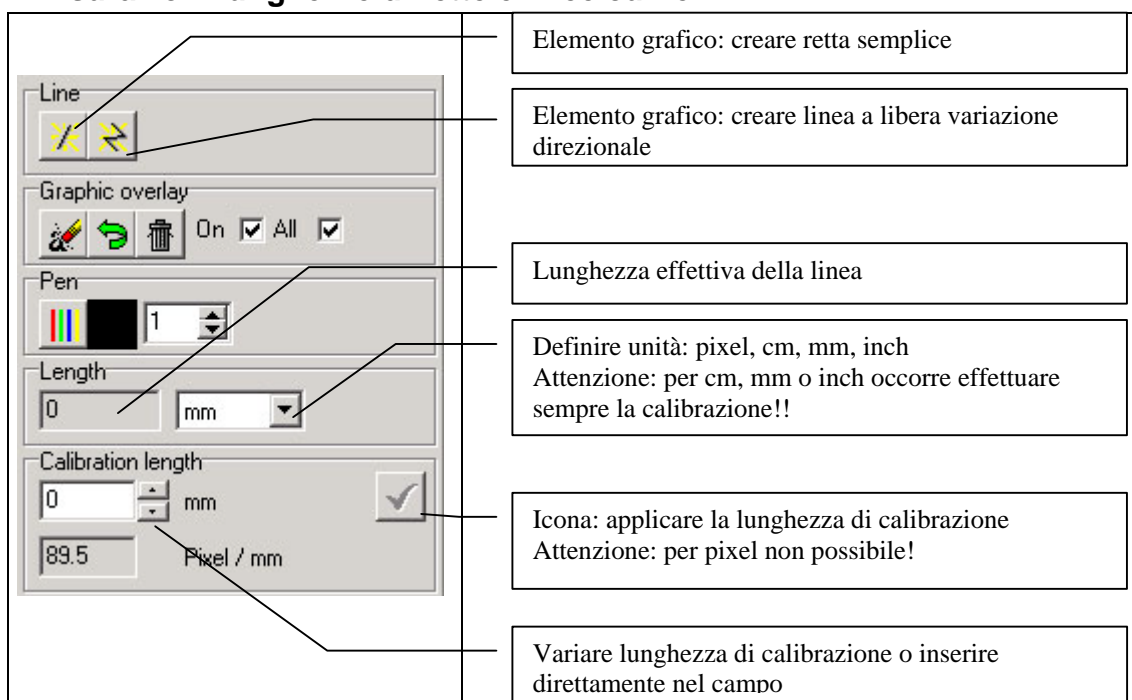 Elemento grafico: creare retta semplice
Line
Elemento grafico: creare linea a libera variazione
direzionale
Graphic overlay
On All
Lunghezza effettiva della linea
Pen
1
Definire unità: pixel, cm, mm, inch
Attenzione: per cm, mm o inch occorre effettuare
sempre la calibrazione!!
Length
0 mm
Calibration length
0 mm
Icona: applicare la lunghezza di calibrazione
Attenzione: per pixel non possibile!
89.5 Pixel / mm
Variare lunghezza di calibrazione o inserire
direttamente nel campo